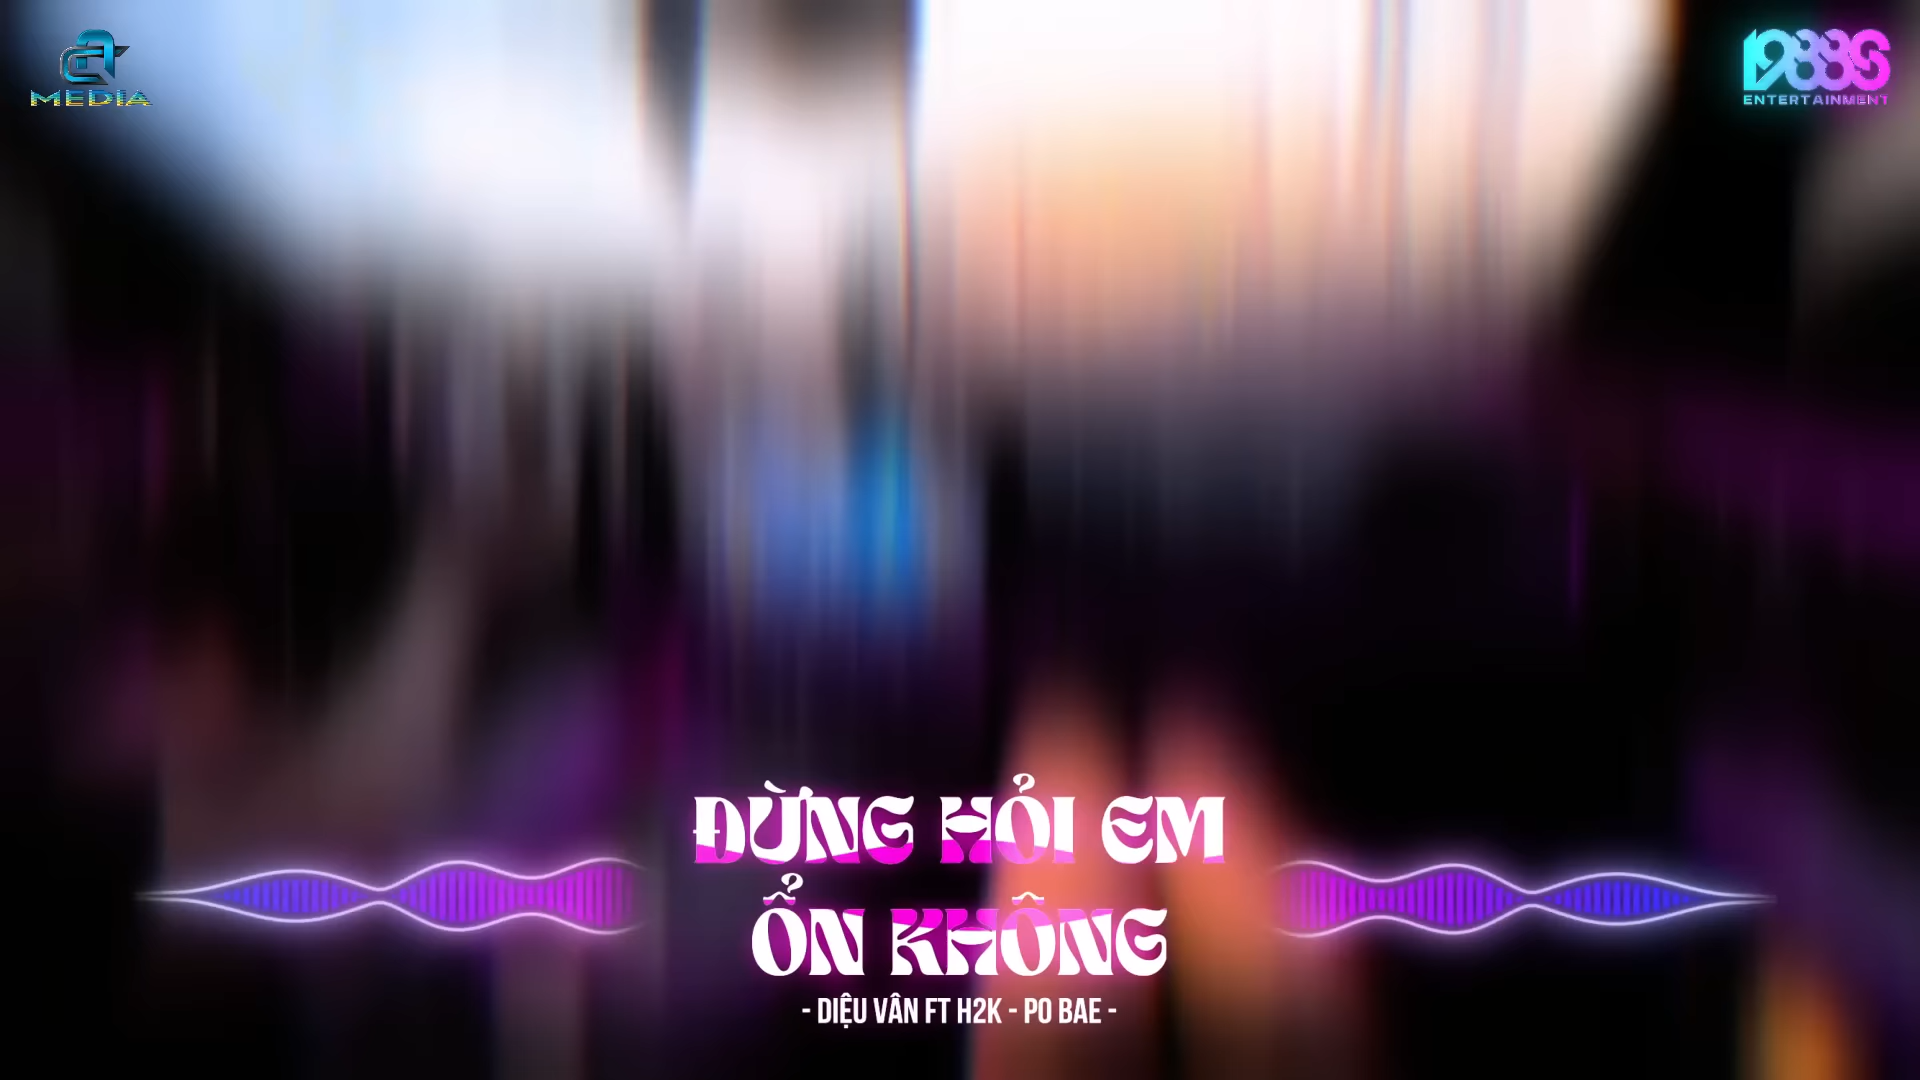 MEDIA
1988S
ENTERTAINMENT
ĐỪNG HỎI EM
ỔN KHÔNG
- DIỆU VÂN FT H2K - PO BAE -